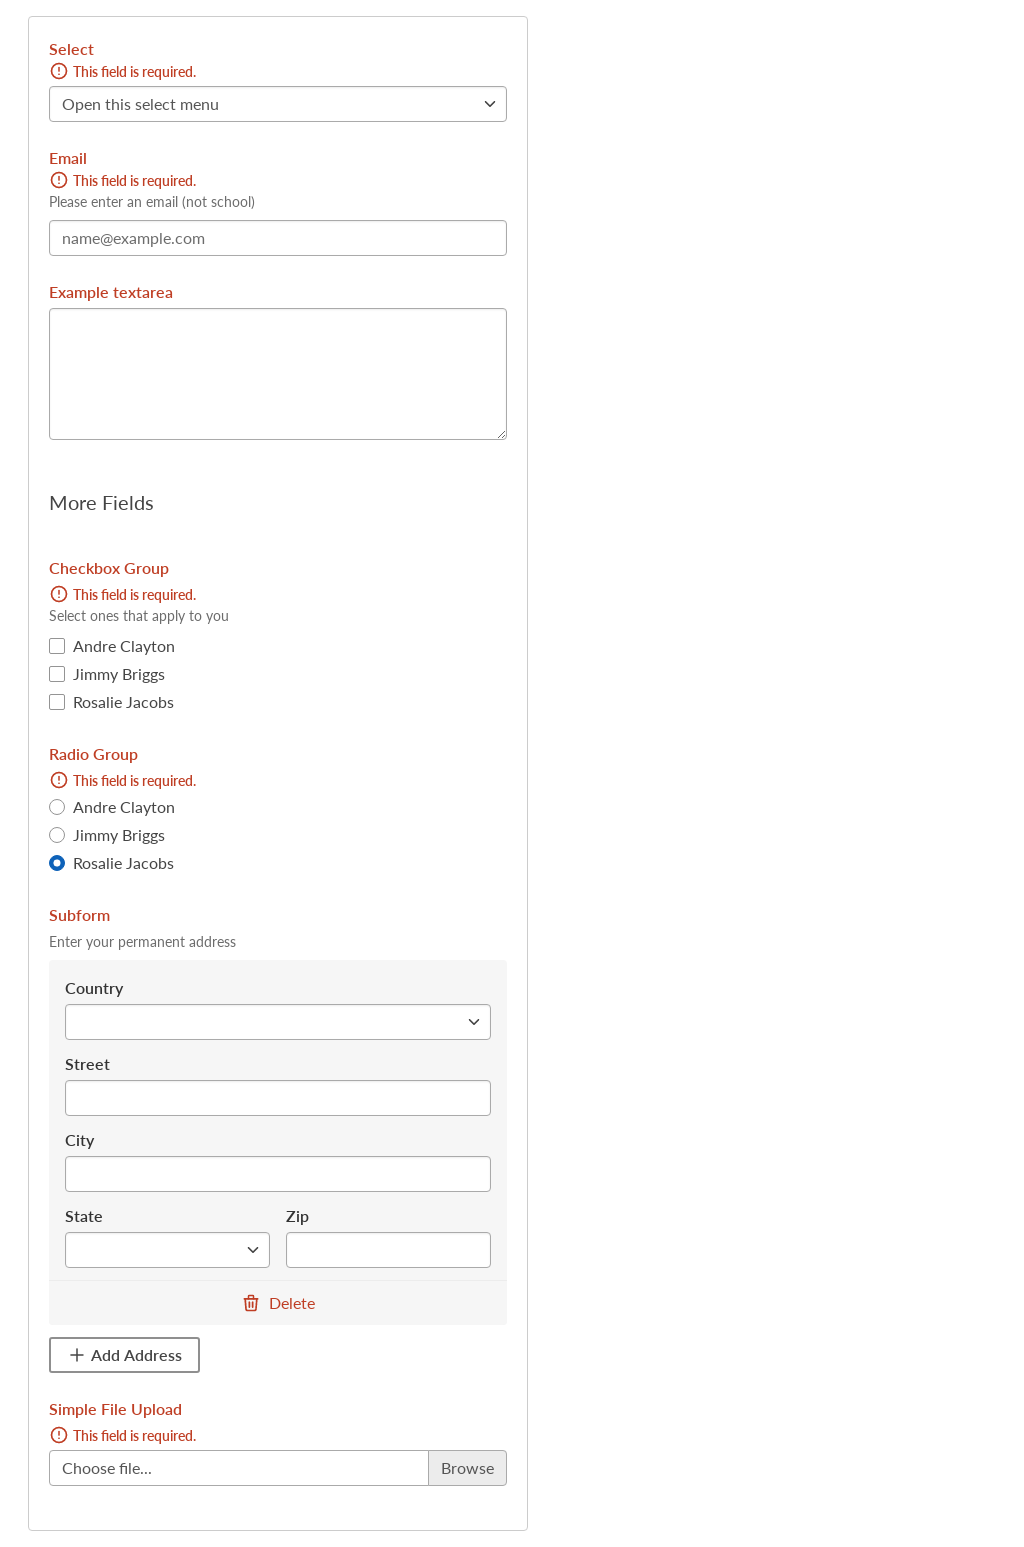 Select
This field is required.
Open this select menu
Email
This field is required.
Please enter an email (not school)
name@example.com
Example textarea
More Fields
Checkbox Group
This field is required.
Select ones that apply to you
Andre Clayton
Jimmy Briggs
Rosalie Jacobs
Radio Group
This field is required.
Andre Clayton
Jimmy Briggs
Rosalie Jacobs
Subform
Enter your permanent address
Country
Street
City
State Zip
Delete
Add Address
Simple File Upload
This field is required.
Choose file... Browse